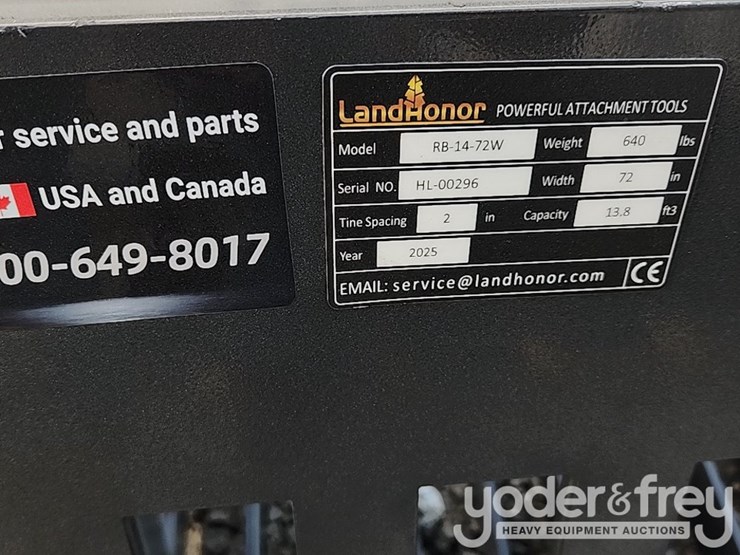 r service and parts
USA and Canada
00-649-8017
LandHonor POWERFUL ATTACHMENT TOOLS
Model RB-14-72W Weight 640 lbs
Serial NO. HL-00296 Width 72 in
Tine Spacing 2 in Capacity 13.8 ft3
Year 2025
EMAIL: service@landhonor.com CE
yoder&frey
HEAVY EQUIPMENT AUCTIONS